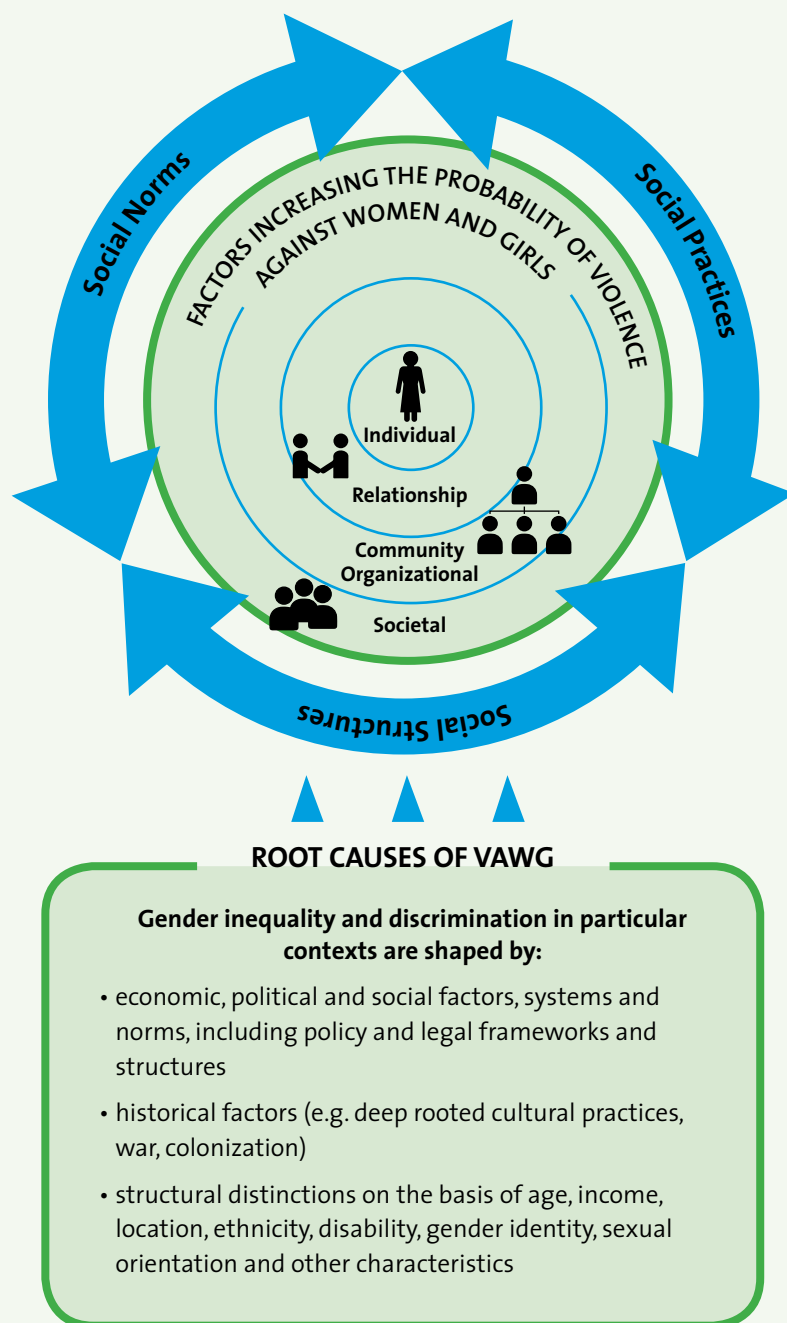 Social Norms
Social Practices
FACTORS INCREASING THE PROBABILITY OF VIOLENCE
AGAINST WOMEN AND GIRLS
Individual
Relationship
Community
Organizational
Societal
Social Structures
ROOT CAUSES OF VAWG
Gender inequality and discrimination in particular
contexts are shaped by:
• economic, political and social factors, systems and
norms, including policy and legal frameworks and
structures
• historical factors (e.g. deep rooted cultural practices,
war, colonization)
• structural distinctions on the basis of age, income,
location, ethnicity, disability, gender identity, sexual
orientation and other characteristics